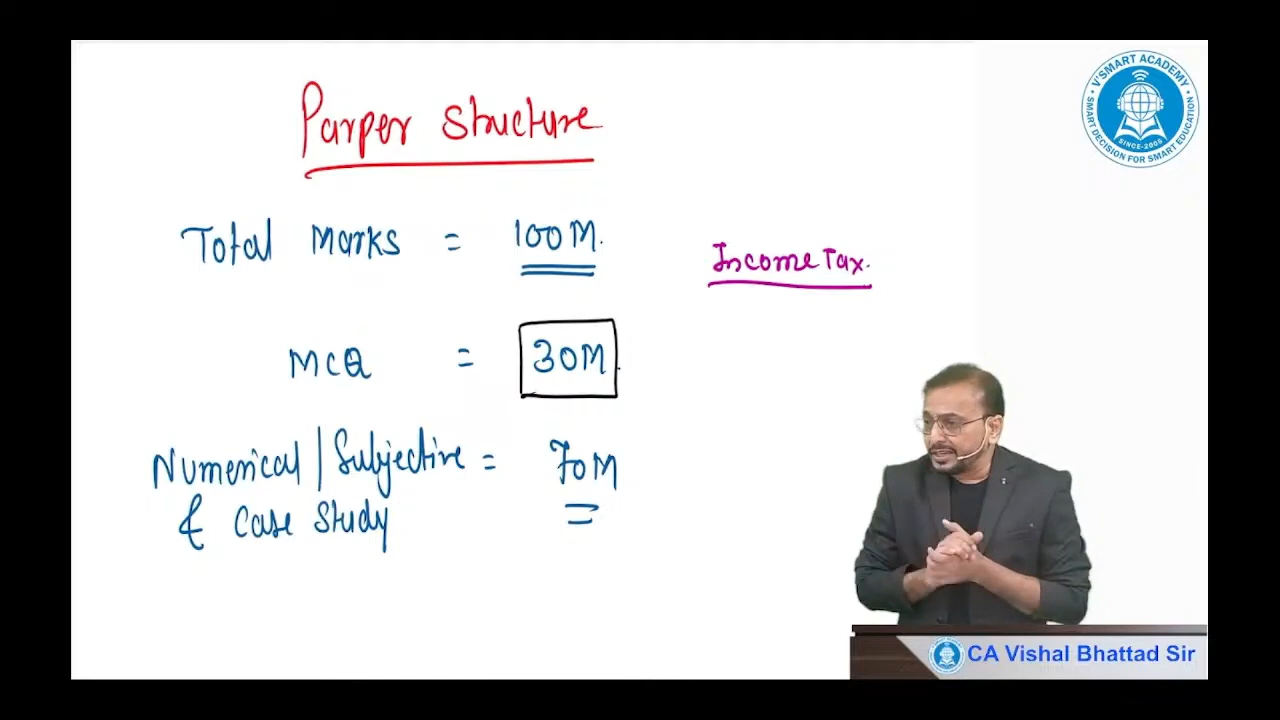 Parper Structure
Total Marks = 100M.
Income Tax.
MCQ = 30M.
Numerical / Subjective = 70M
& Case Study
V'SMART ACADEMY
SMART DECISION FOR SMART EDUCATION
SINCE-2005
CA Vishal Bhattad Sir